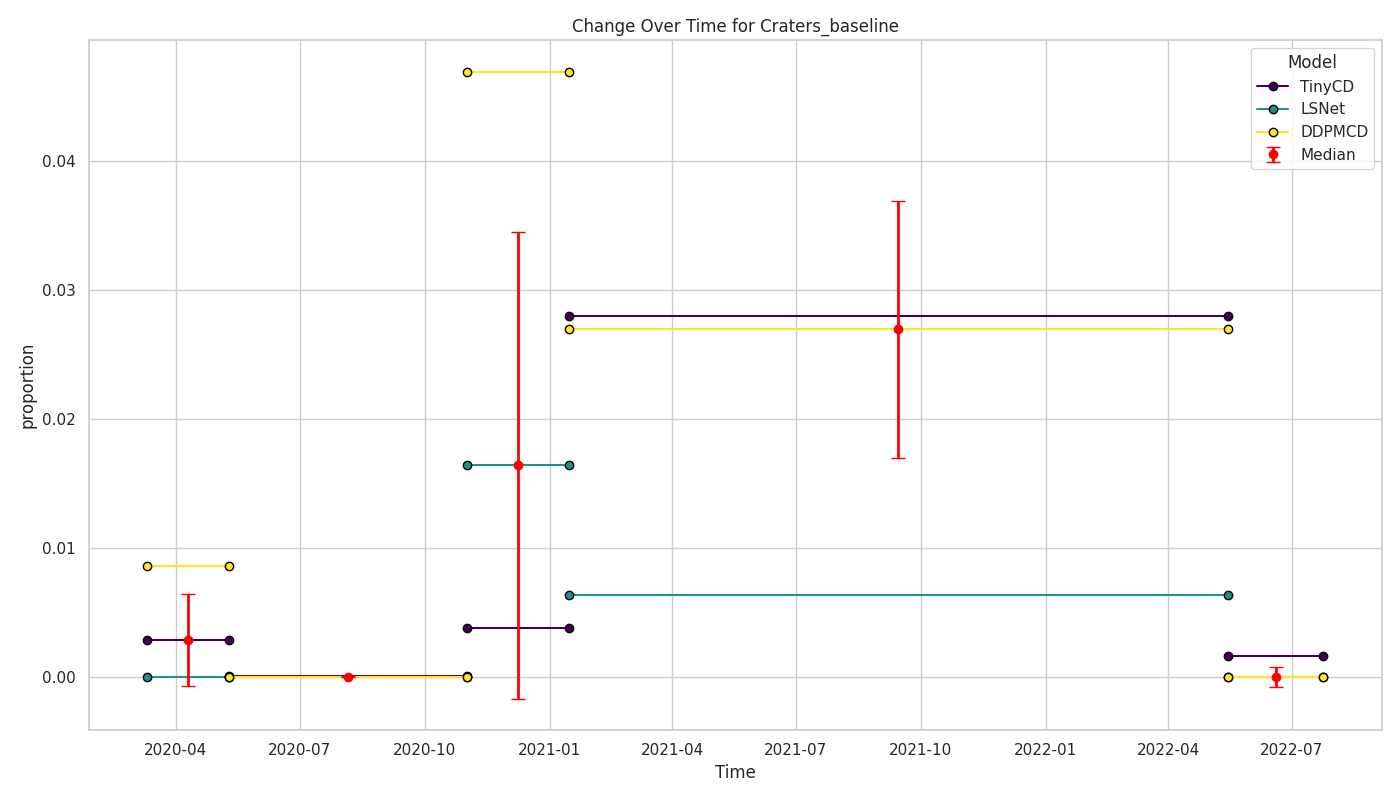 Change Over Time for Craters_baseline
Model
TinyCD
LSNet
DDPMCD
Median
proportion
0.04
0.03
0.02
0.01
0.00
2020-04
2020-07
2020-10
2021-01
2021-04
2021-07
2021-10
2022-01
2022-04
2022-07
Time